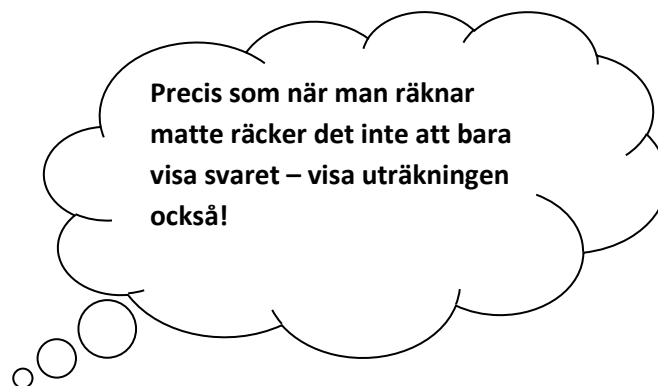 Precis som när man räknar
matte räcker det inte att bara
visa svaret – visa uträkningen
också!